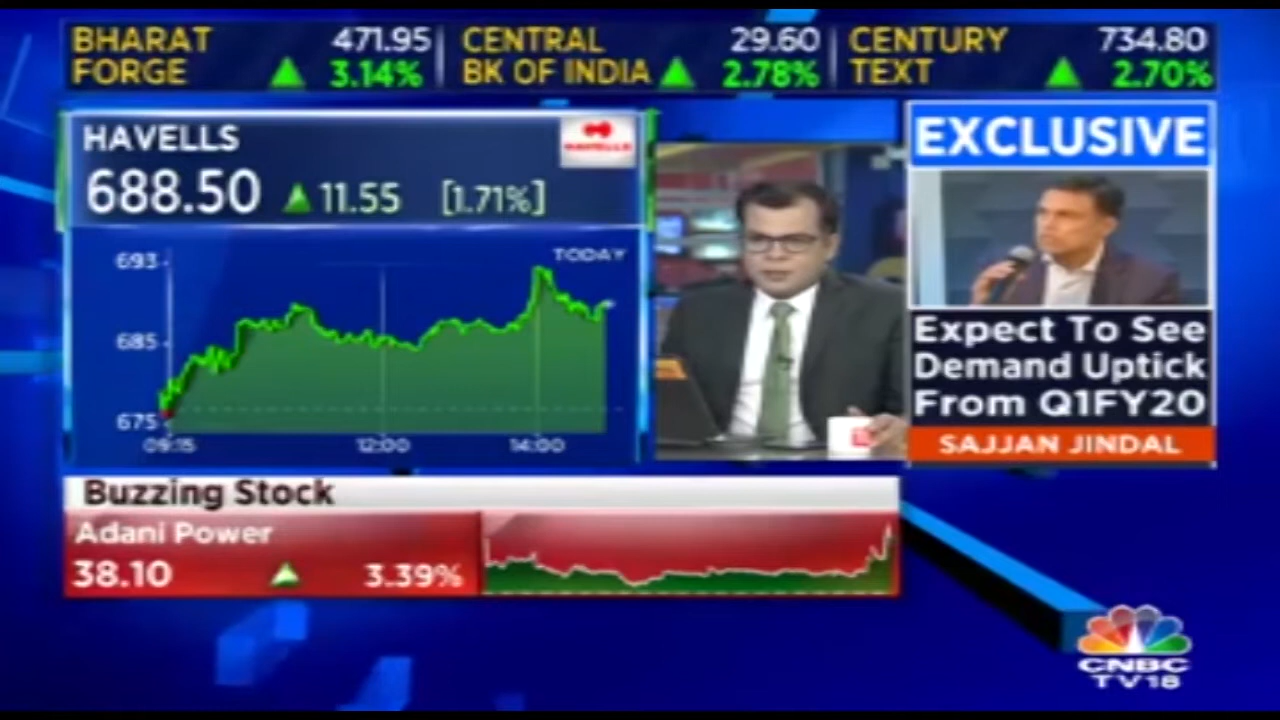 BHARAT FORGE 471.95 3.14%
CENTRAL BK OF INDIA 29.60 2.78%
CENTURY TEXT 734.80 2.70%
HAVELLS
HAVELLS
688.50 11.55 [1.71%]
TODAY
693
685
675
09:15 12:00 14:00
EXCLUSIVE
Expect To See
Demand Uptick
From Q1FY20
SAJJAN JINDAL
Buzzing Stock
Adani Power
38.10 3.39%
CNBC
TV18